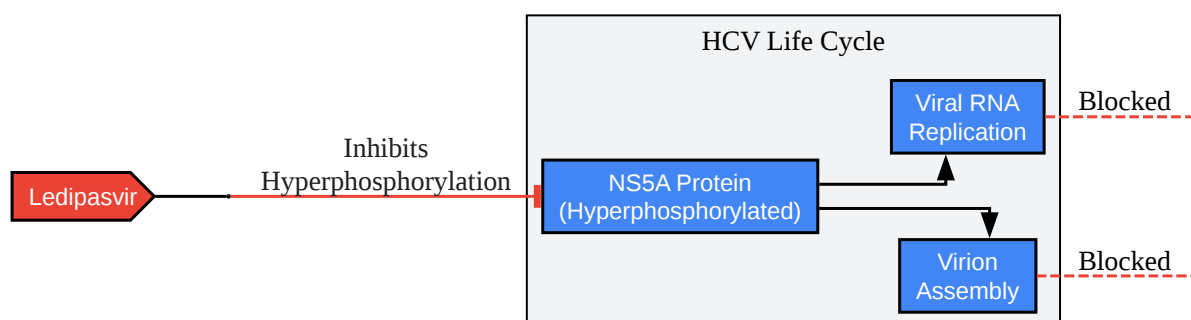 HCV Life Cycle
Viral RNA
Replication
Blocked
Inhibits
Hyperphosphorylation
Ledipasvir
NS5A Protein
(Hyperphosphorylated)
Virion
Assembly
Blocked